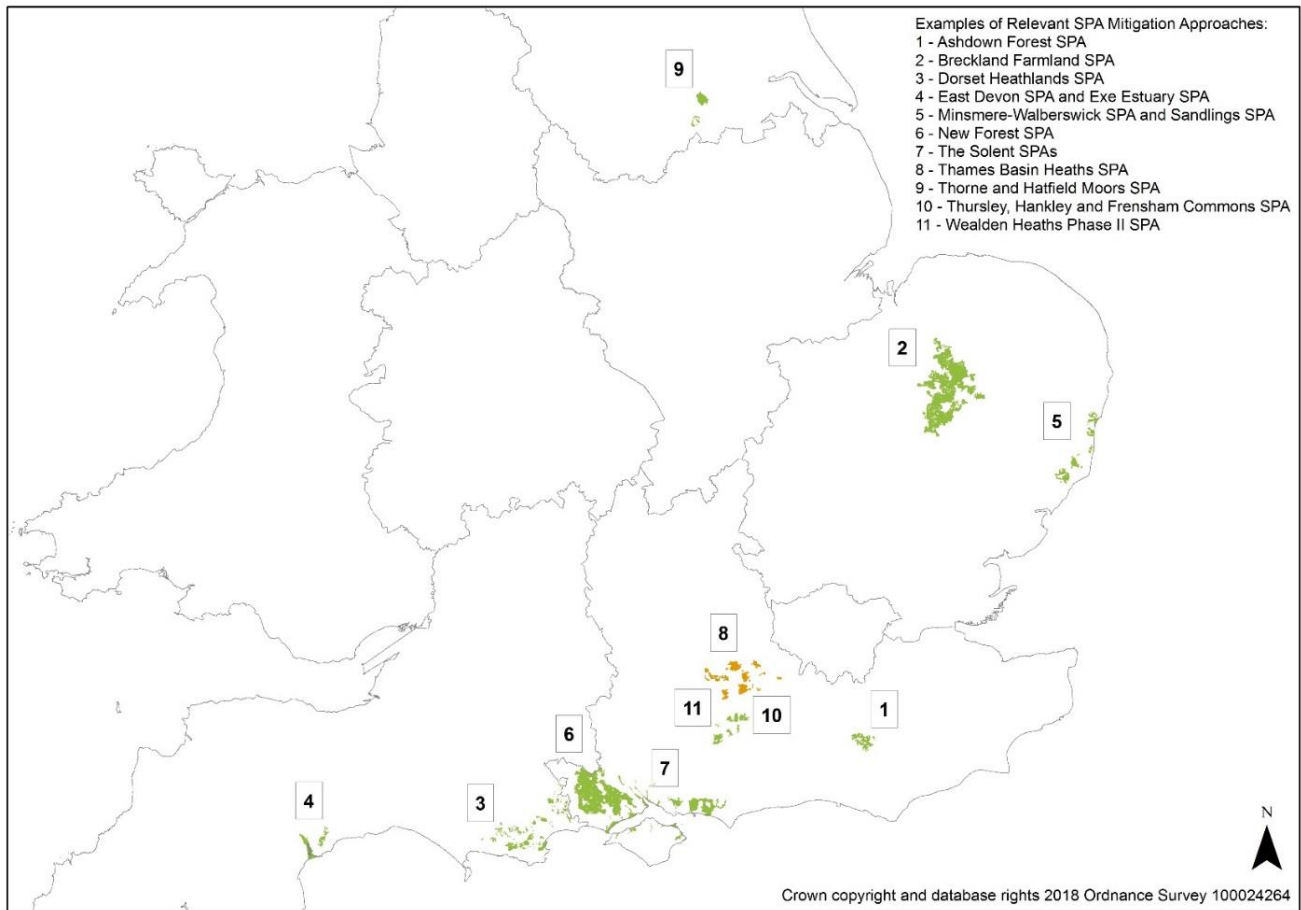 Examples of Relevant SPA Mitigation Approaches:
1 - Ashdown Forest SPA
2 - Breckland Farmland SPA
3 - Dorset Heathlands SPA
4 - East Devon SPA and Exe Estuary SPA
5 - Minsmere-Walberswick SPA and Sandlings SPA
6 - New Forest SPA
7 - The Solent SPAs
8 - Thames Basin Heaths SPA
9 - Thorne and Hatfield Moors SPA
10 - Thursley, Hankley and Frensham Commons SPA
11 - Wealden Heaths Phase II SPA
9
2
5
8
11
10
1
6
7
4
3
N
Crown copyright and database rights 2018 Ordnance Survey 100024264